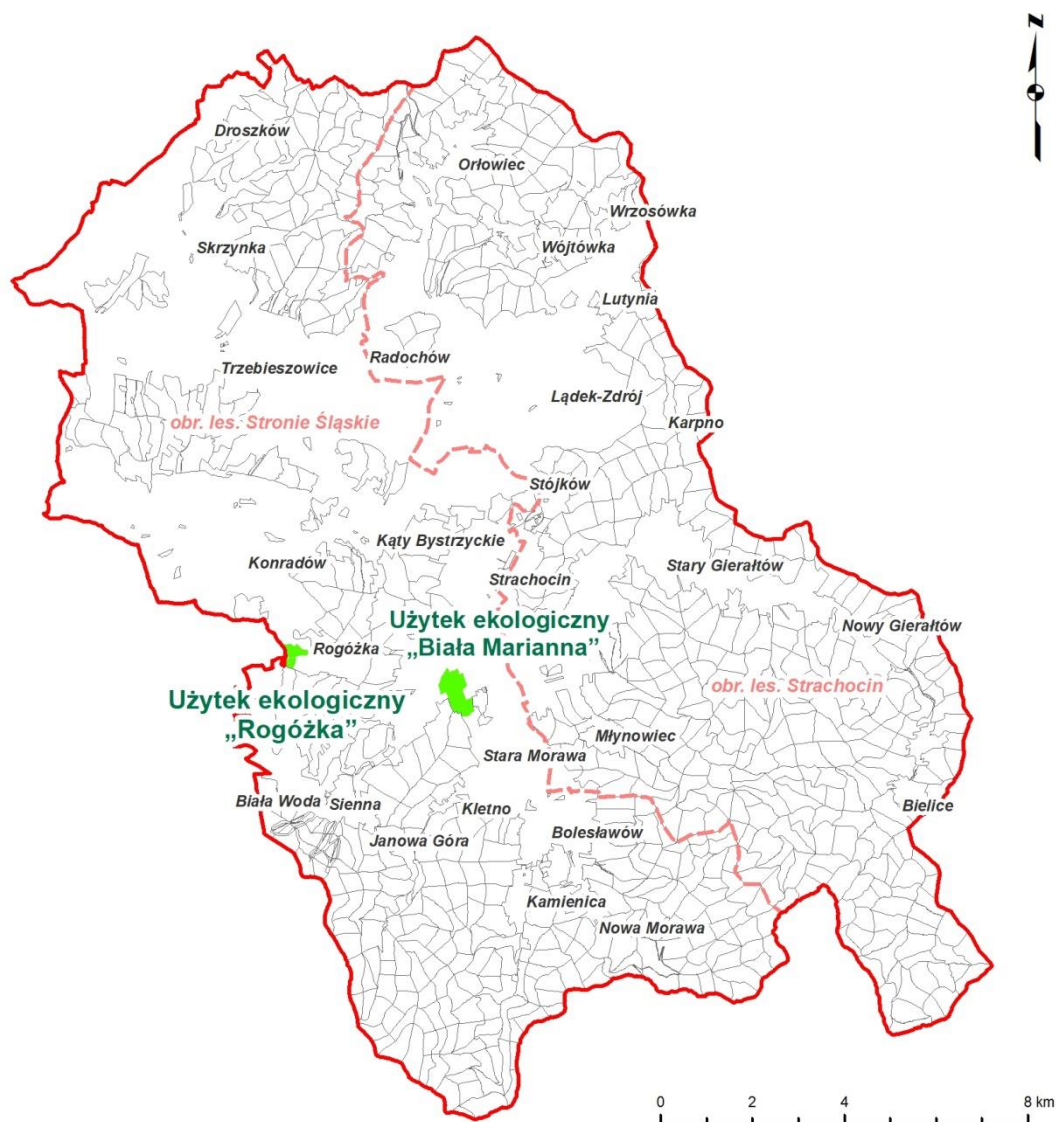 N
Droszków
Orłowiec
Wrzosówka
Skrzynka
Wójtówka
Lutynia
Radochów
Trzebieszowice
Lądek-Zdrój
obr. les. Stronie Śląskie
Karpno
Stójków
Kąty Bystrzyckie
Konradów
Strachocin
Stary Gierałtów
Użytek ekologiczny
„Biała Marianna”
Nowy Gierałtów
Rogóżka
obr. les. Strachocin
Użytek ekologiczny
„Rogóżka”
Młynowiec
Stara Morawa
Biała Woda
Sienna
Kletno
Bielice
Janowa Góra
Bolesławów
Kamienica
Nowa Morawa
0 2 4 8 km